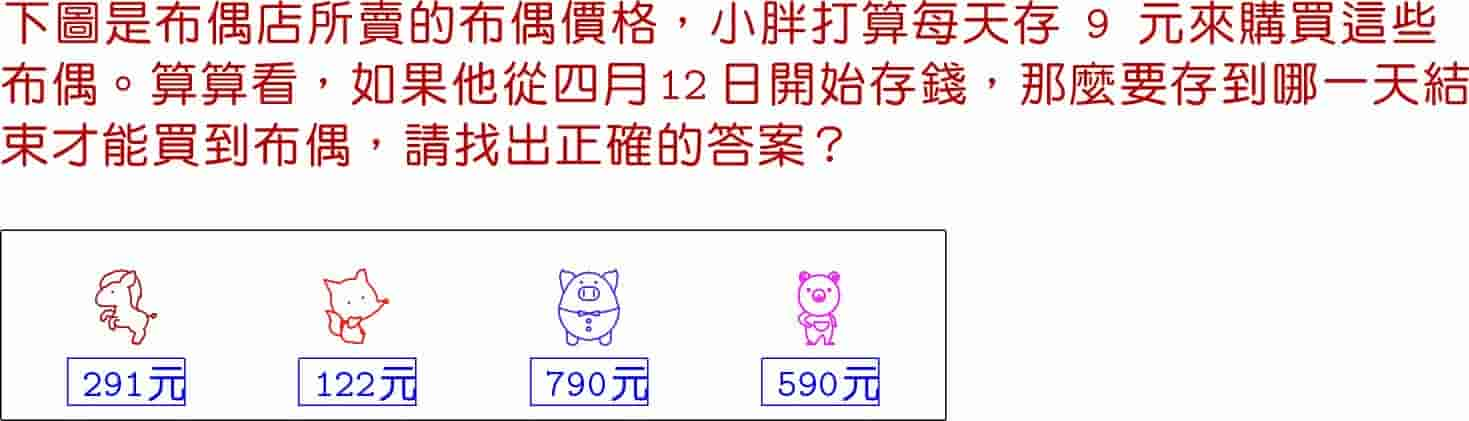 下圖是布偶店所賣的布偶價格，小胖打算每天存 9 元來購買這些
布偶。算算看，如果他從四月12日開始存錢，那麼要存到哪一天結
束才能買到布偶，請找出正確的答案？
291元 122元 790元 590元